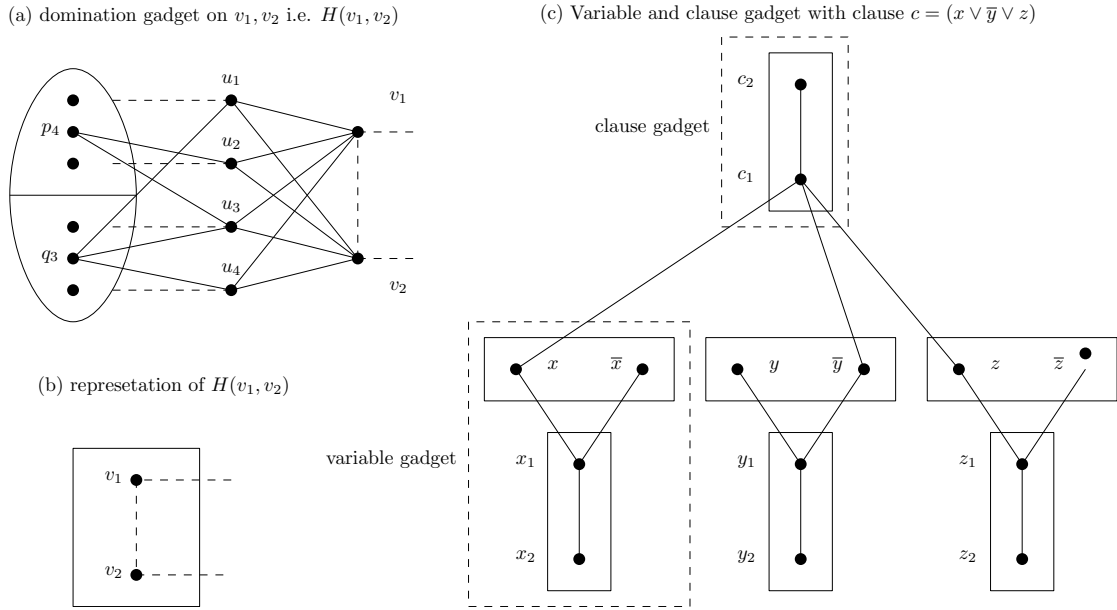 (a) domination gadget on v₁, v₂ i.e. H(v₁, v₂)
u₁
v₁
p₄
u₂
u₃
q₃
u₄
v₂
(b) represetation of H(v₁, v₂)
v₁
v₂
(c) Variable and clause gadget with clause c = (x ∨ y̅ ∨ z)
c₂
clause gadget
c₁
x x̅ y y̅ z z̅
variable gadget
x₁ y₁ z₁
x₂ y₂ z₂